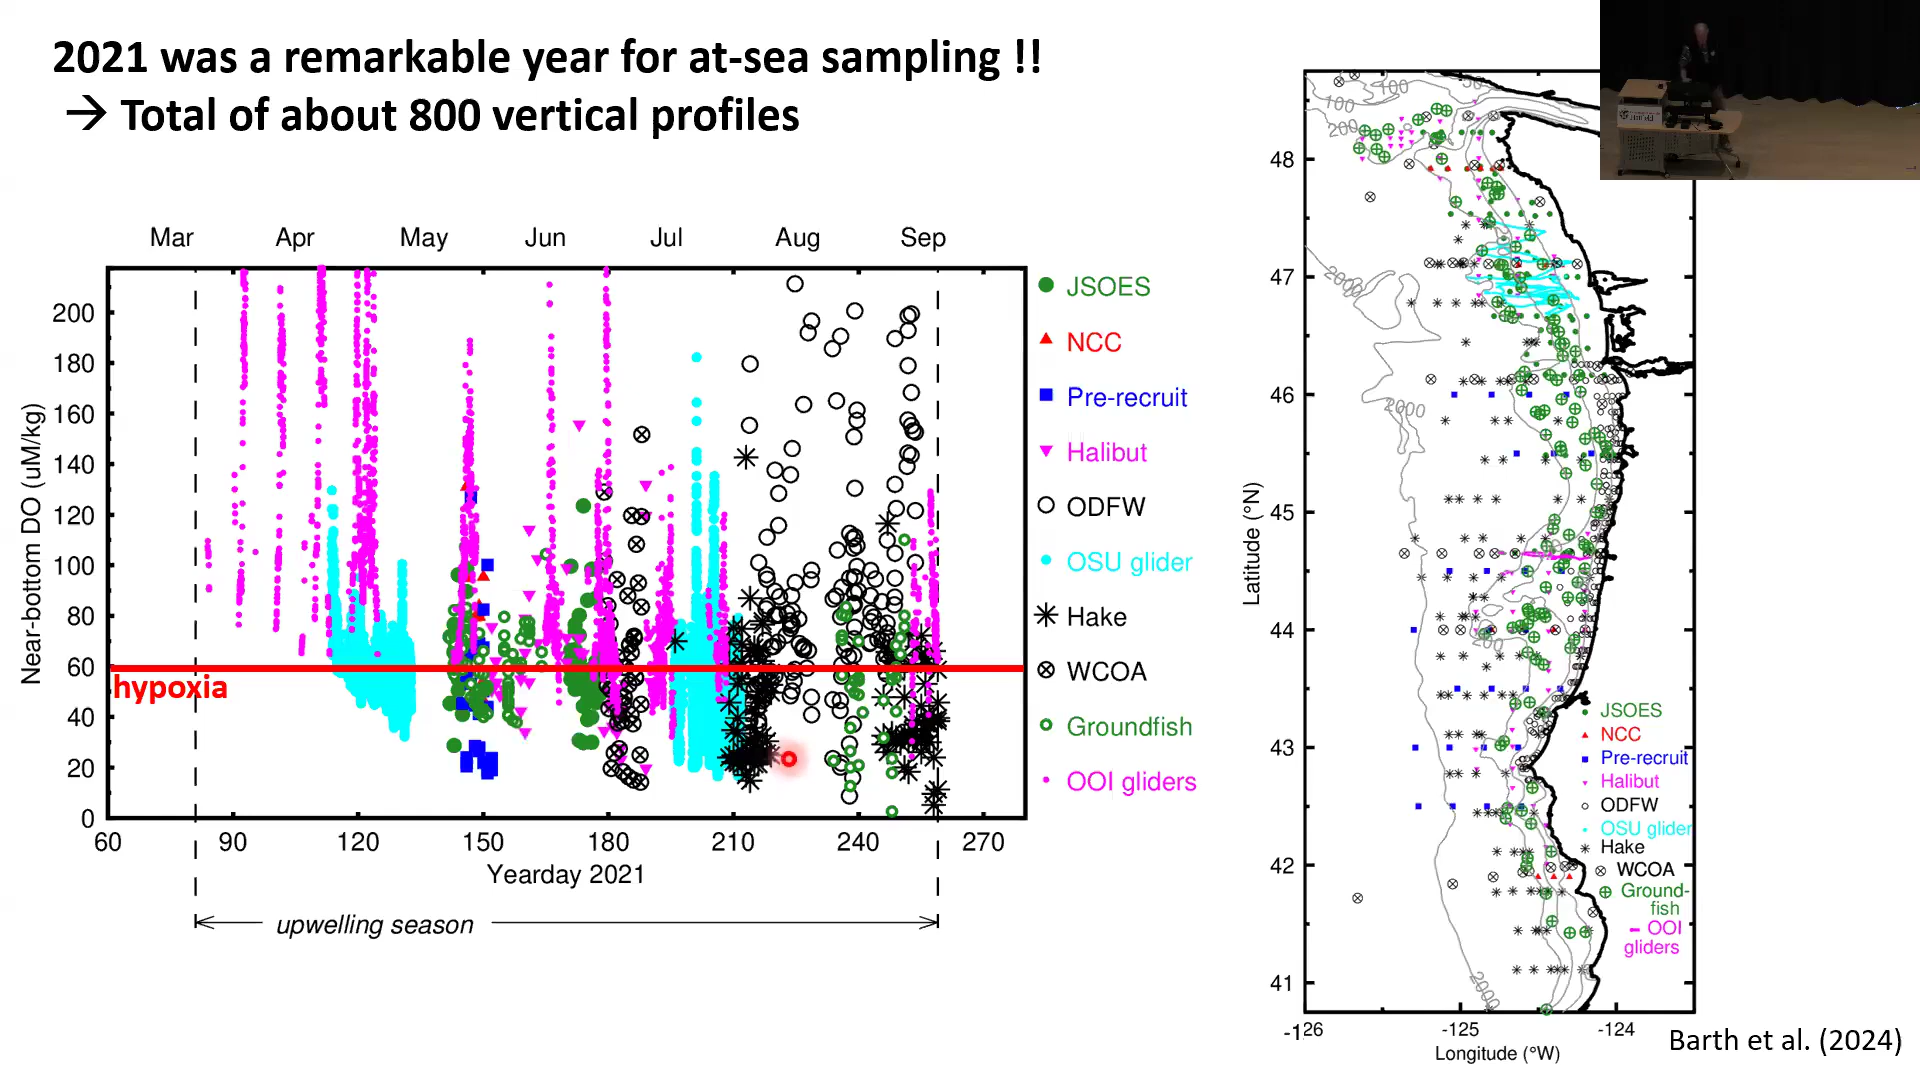 2021 was a remarkable year for at-sea sampling !!
→ Total of about 800 vertical profiles
Mar Apr May Jun Jul Aug Sep
Near-bottom DO (uM/kg)
200
180
160
140
120
100
80
60
40
20
0
hypoxia
60 90 120 150 180 210 240 270
Yearday 2021
upwelling season
JSOES
NCC
Pre-recruit
Halibut
ODFW
OSU glider
Hake
WCOA
Groundfish
OOI gliders
Latitude (°N)
48
47
46
45
44
43
42
41
100
100
200
2000
2000
200
2000
JSOES
NCC
Pre-recruit
Halibut
ODFW
OSU glider
Hake
WCOA
Ground-
fish
OOI
gliders
-126 -125 -124
Longitude (°W)
Barth et al. (2024)